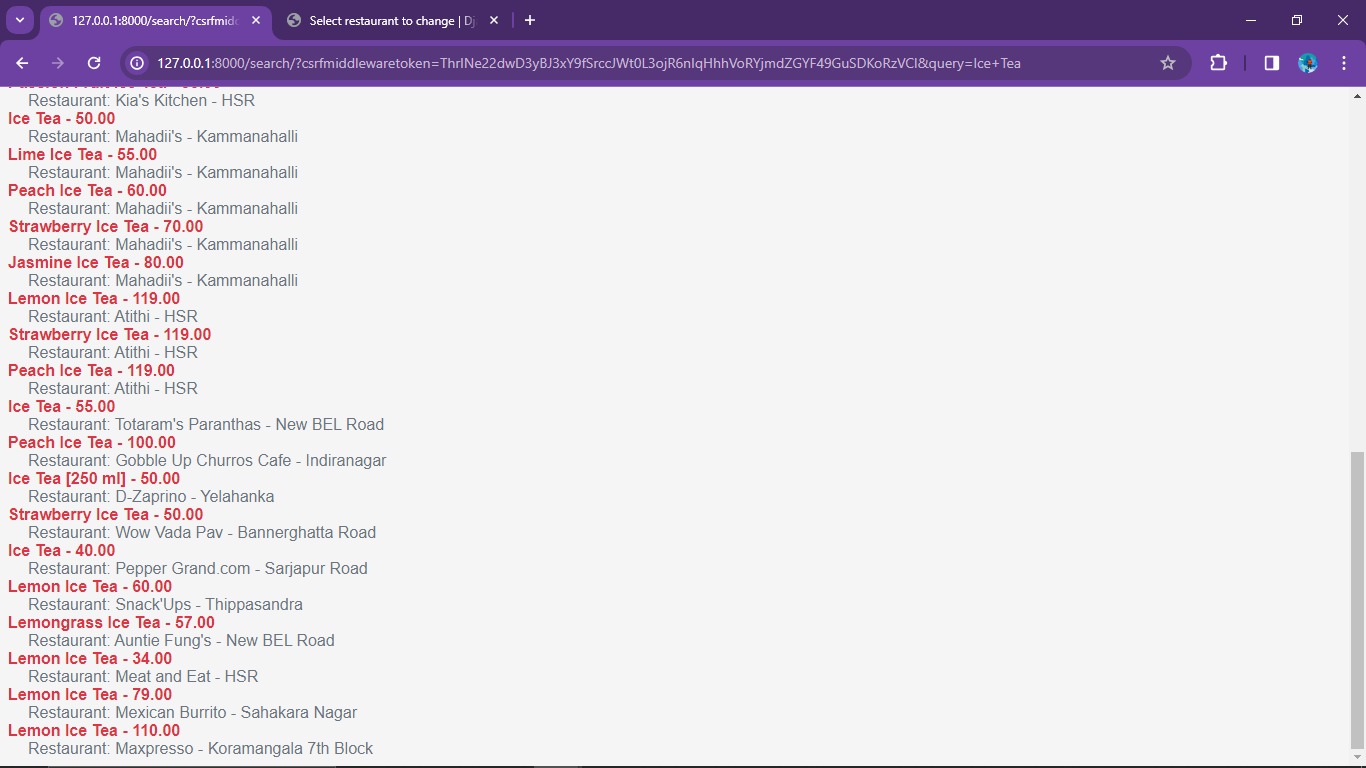 127.0.0.1:8000/search/?csrfmidd
Select restaurant to change | Dj
127.0.0.1:8000/search/?csrfmiddlewaretoken=ThrINe22dwD3yBJ3xY9fSrccJWt0L3ojR6nIqHhhVoRYjmdZGYF49GuSDKoRzVCI&query=Ice+Tea
Restaurant: Kia's Kitchen - HSR
Ice Tea - 50.00
Restaurant: Mahadii's - Kammanahalli
Lime Ice Tea - 55.00
Restaurant: Mahadii's - Kammanahalli
Peach Ice Tea - 60.00
Restaurant: Mahadii's - Kammanahalli
Strawberry Ice Tea - 70.00
Restaurant: Mahadii's - Kammanahalli
Jasmine Ice Tea - 80.00
Restaurant: Mahadii's - Kammanahalli
Lemon Ice Tea - 119.00
Restaurant: Atithi - HSR
Strawberry Ice Tea - 119.00
Restaurant: Atithi - HSR
Peach Ice Tea - 119.00
Restaurant: Atithi - HSR
Ice Tea - 55.00
Restaurant: Totaram's Paranthas - New BEL Road
Peach Ice Tea - 100.00
Restaurant: Gobble Up Churros Cafe - Indiranagar
Ice Tea [250 ml] - 50.00
Restaurant: D-Zaprino - Yelahanka
Strawberry Ice Tea - 50.00
Restaurant: Wow Vada Pav - Bannerghatta Road
Ice Tea - 40.00
Restaurant: Pepper Grand.com - Sarjapur Road
Lemon Ice Tea - 60.00
Restaurant: Snack'Ups - Thippasandra
Lemongrass Ice Tea - 57.00
Restaurant: Auntie Fung's - New BEL Road
Lemon Ice Tea - 34.00
Restaurant: Meat and Eat - HSR
Lemon Ice Tea - 79.00
Restaurant: Mexican Burrito - Sahakara Nagar
Lemon Ice Tea - 110.00
Restaurant: Maxpresso - Koramangala 7th Block